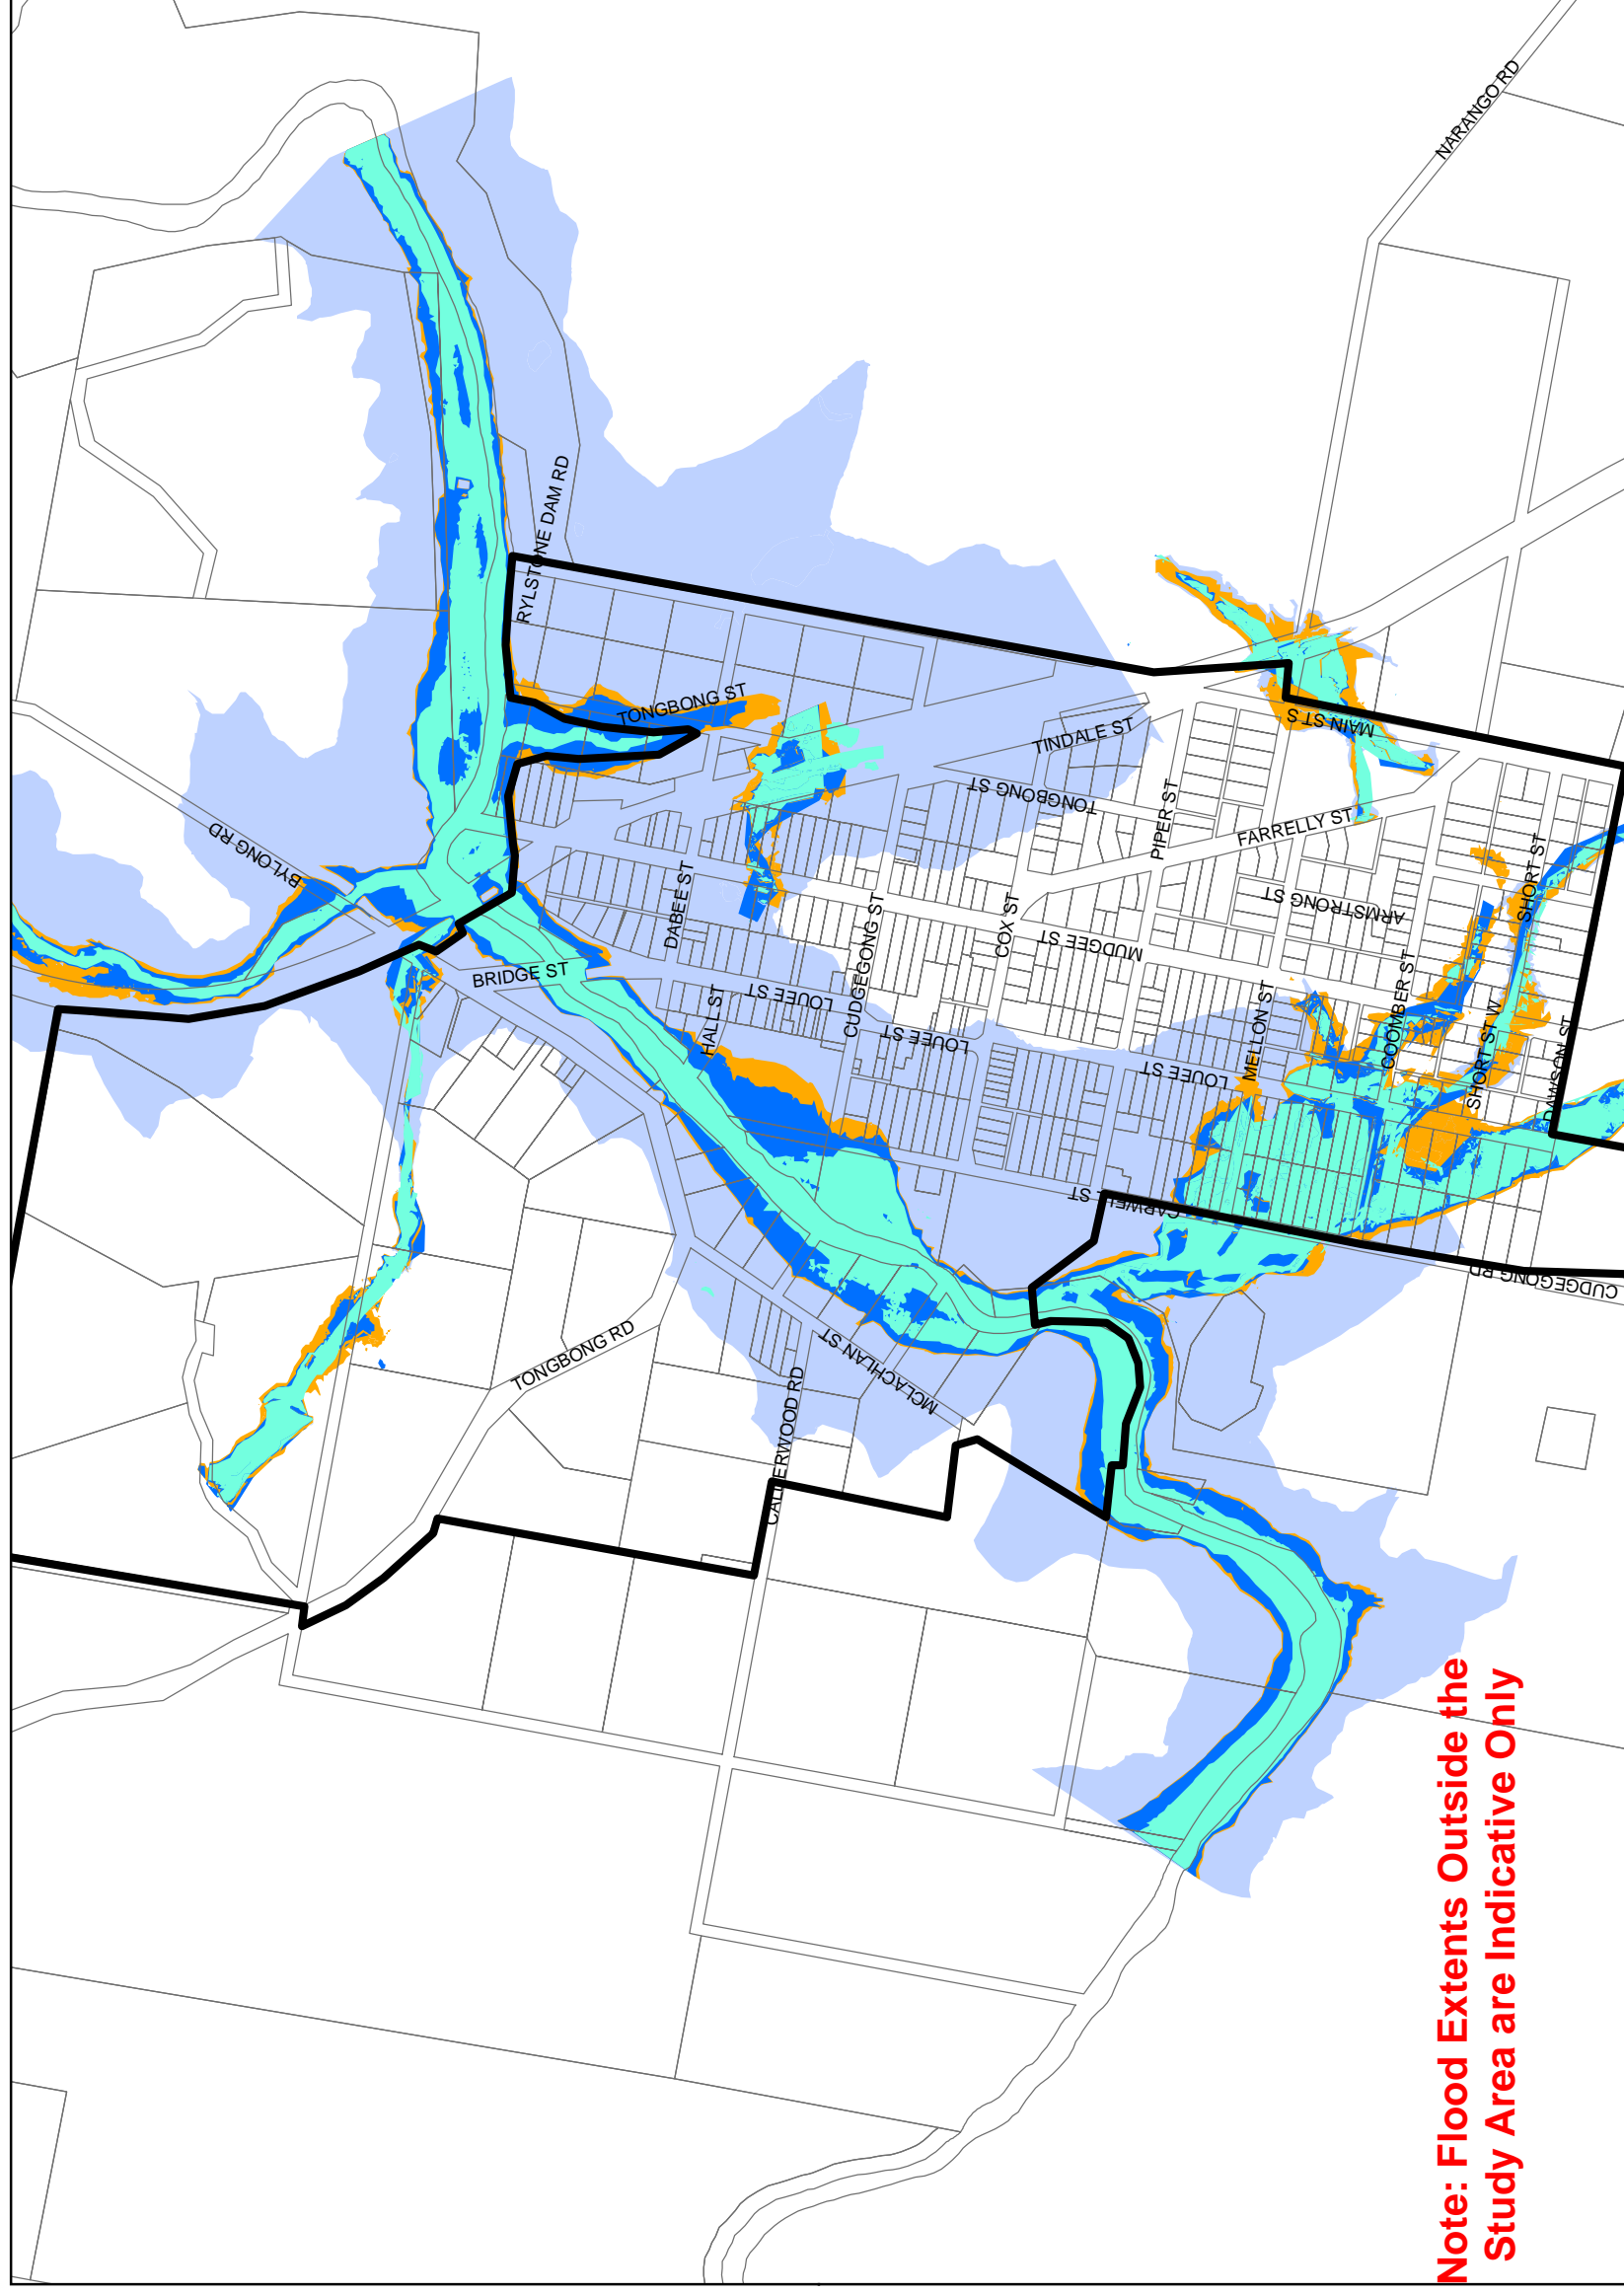 NARANGO RD
RYLSTONE DAM RD
BYLONG RD
TONGBONG ST
TINDALE ST
TONGBONG ST
MAIN ST S
PIPER ST
FARRELLY ST
SHORT ST
ARMSTRONG ST
DABEE ST
MUDGEE ST
COX ST
CUDGEGONG ST
BRIDGE ST
LOUEE ST
HALL ST
LOUEE ST
MELLON ST
COOMBER ST
SHORT ST W
DAWSON ST
LOUEE ST
CARWELL ST
CUDGEGONG RD
TONGBONG RD
MCLACHLAN ST
Note: Flood Extents Outside the
Study Area are Indicative Only